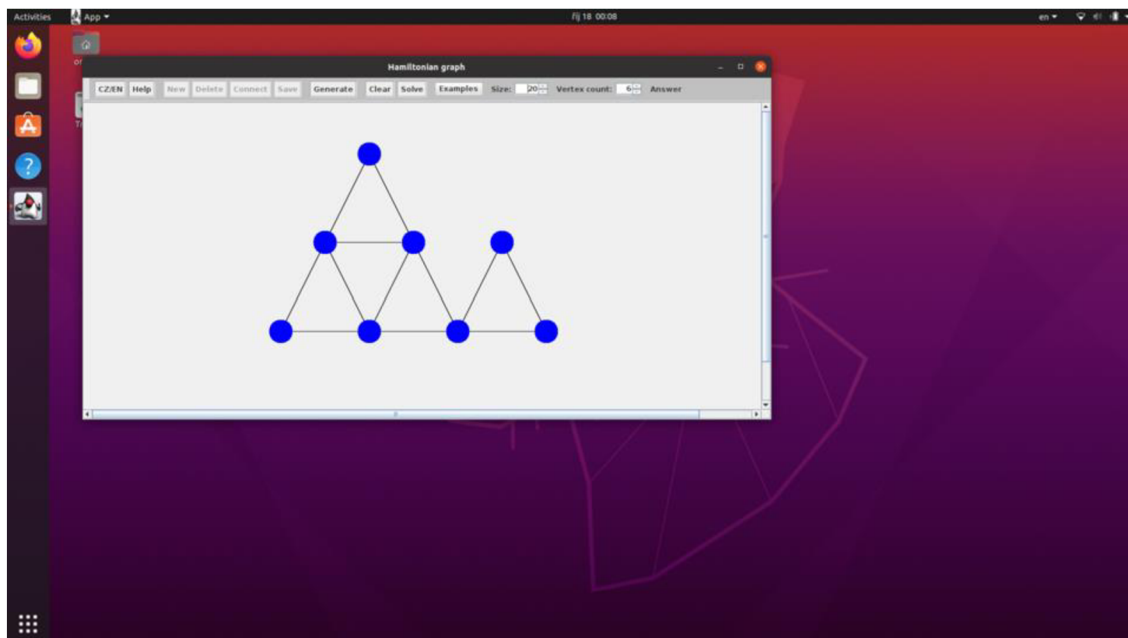 Activities App říj 18 00:08 en
Hamiltonian graph
CZ/EN Help New Delete Connect Save Generate Clear Solve Examples Size: 20 Vertex count: 6 Answer